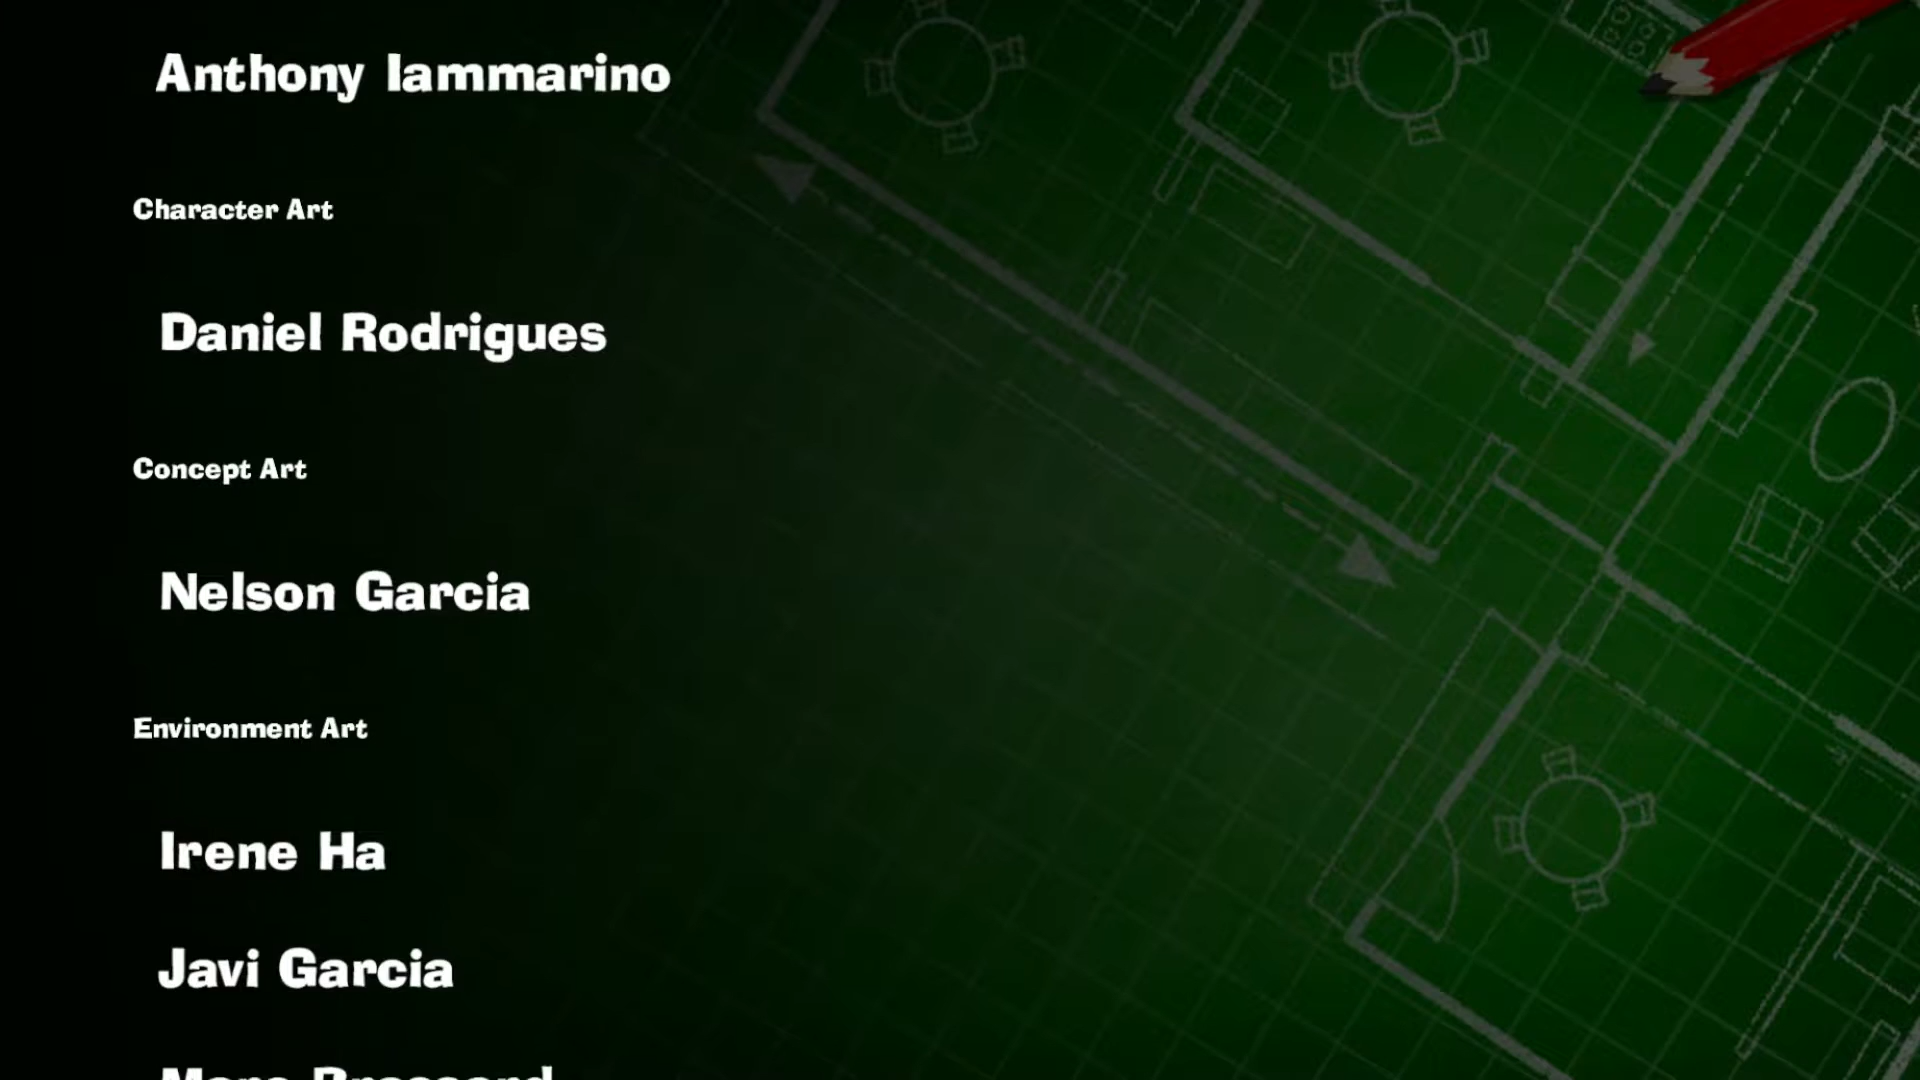 Anthony Iammarino
Character Art
Daniel Rodrigues
Concept Art
Nelson Garcia
Environment Art
Irene Ha
Javi Garcia